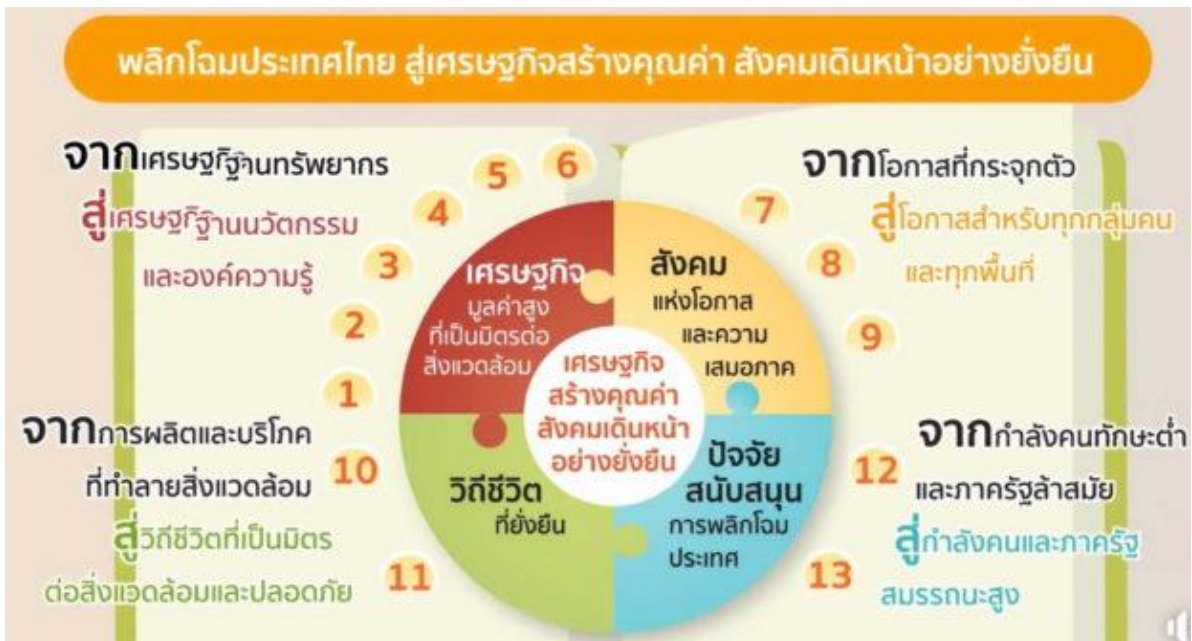 พลิกโฉมประเทศไทย สู่เศรษฐกิจสร้างคุณค่า สังคมเดินหน้าอย่างยั่งยืน
จากเศรษฐกิจฐานทรัพยากร
สู่เศรษฐกิจฐานนวัตกรรม
และองค์ความรู้
จากโอกาสที่กระจุกตัว
สู่โอกาสสำหรับทุกกลุ่มคน
และทุกพื้นที่
1
2
3
4
5
6
7
8
9
เศรษฐกิจ
มูลค่าสูง
ที่เป็นมิตรต่อ
สิ่งแวดล้อม
สังคม
แห่งโอกาส
และความ
เสมอภาค
เศรษฐกิจ
สร้างคุณค่า
สังคมเดินหน้า
อย่างยั่งยืน
จากการผลิตและบริโภค
ที่ทำลายสิ่งแวดล้อม
สู่วิถีชีวิตที่เป็นมิตร
ต่อสิ่งแวดล้อมและปลอดภัย
10
11
วิถีชีวิต
ที่ยั่งยืน
ปัจจัย
สนับสนุน
การพลิกโฉม
ประเทศ
12
13
จากกำลังคนทักษะต่ำ
และภาครัฐล้าสมัย
สู่กำลังคนและภาครัฐ
สมรรถนะสูง